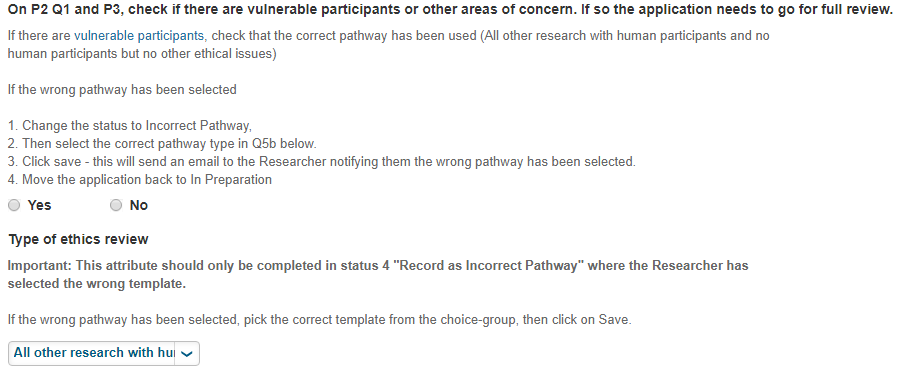 On P2 Q1 and P3, check if there are vulnerable participants or other areas of concern. If so the application needs to go for full review.
If there are vulnerable participants, check that the correct pathway has been used (All other research with human participants and no
human participants but no other ethical issues)
If the wrong pathway has been selected
1. Change the status to Incorrect Pathway,
2. Then select the correct pathway type in Q5b below.
3. Click save - this will send an email to the Researcher notifying them the wrong pathway has been selected.
4. Move the application back to In Preparation
Yes No
Type of ethics review
Important: This attribute should only be completed in status 4 "Record as Incorrect Pathway" where the Researcher has
selected the wrong template.
If the wrong pathway has been selected, pick the correct template from the choice-group, then click on Save.
All other research with hu